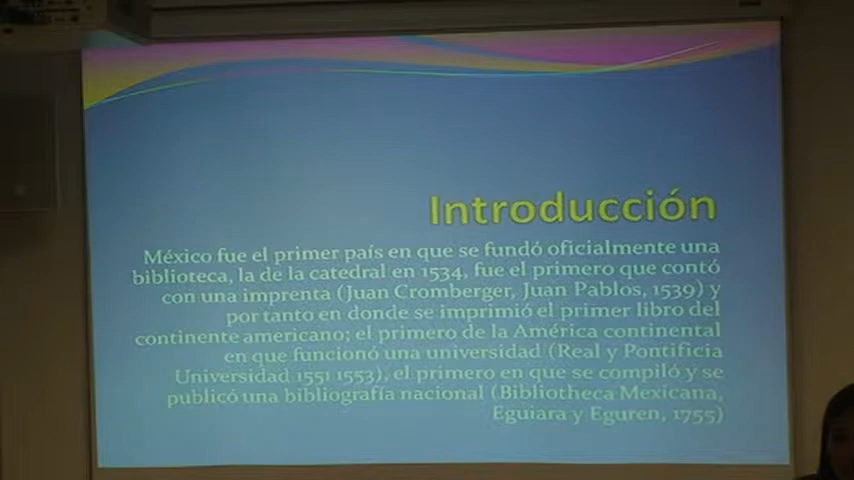 Introducción
México fue el primer país en que se fundó oficialmente una
biblioteca, la de la catedral en 1534, fue el primero que contó
con una imprenta (Juan Cromberger, Juan Pablos, 1539) y
por tanto en donde se imprimió el primer libro del
continente americano; el primero de la América continental
en que funcionó una universidad (Real y Pontificia
Universidad 1551 1553), el primero en que se compiló y se
publicó una bibliografía nacional (Bibliotheca Mexicana,
Eguiara y Eguren, 1755)